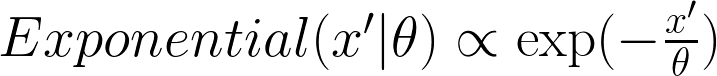 Exponential(x′|θ) ∝ exp(−x′/θ)